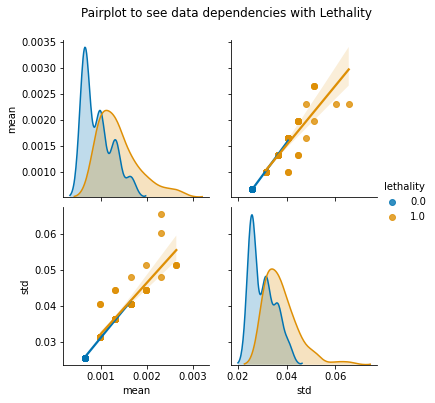 Pairplot to see data dependencies with Lethality
0.0035
0.0030
0.0025
0.0020
0.0015
0.0010
mean
lethality
0.0
1.0
0.06
0.05
0.04
0.03
std
0.001 0.002 0.003
mean
0.02 0.04 0.06
std